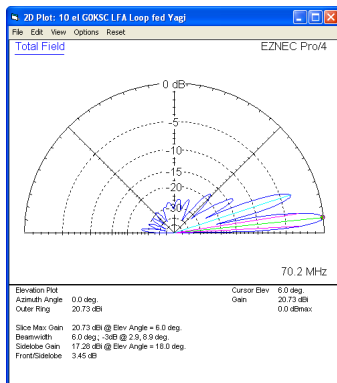 2D Plot: 10 el G0KSC LFA Loop fed Yagi
File Edit View Options Reset
Total Field
EZNEC Pro/4
0 dB
-5
-10
-15
-20
-30
70.2 MHz
Elevation Plot
Cursor Elev 6.0 deg.
Azimuth Angle 0.0 deg.
Gain 20.73 dBi
Outer Ring 20.73 dBi
0.0 dBmax
Slice Max Gain 20.73 dBi @ Elev Angle = 6.0 deg.
Beamwidth 6.0 deg.; -3dB @ 2.9, 8.9 deg.
Sidelobe Gain 17.28 dBi @ Elev Angle = 18.0 deg.
Front/Sidelobe 3.45 dB